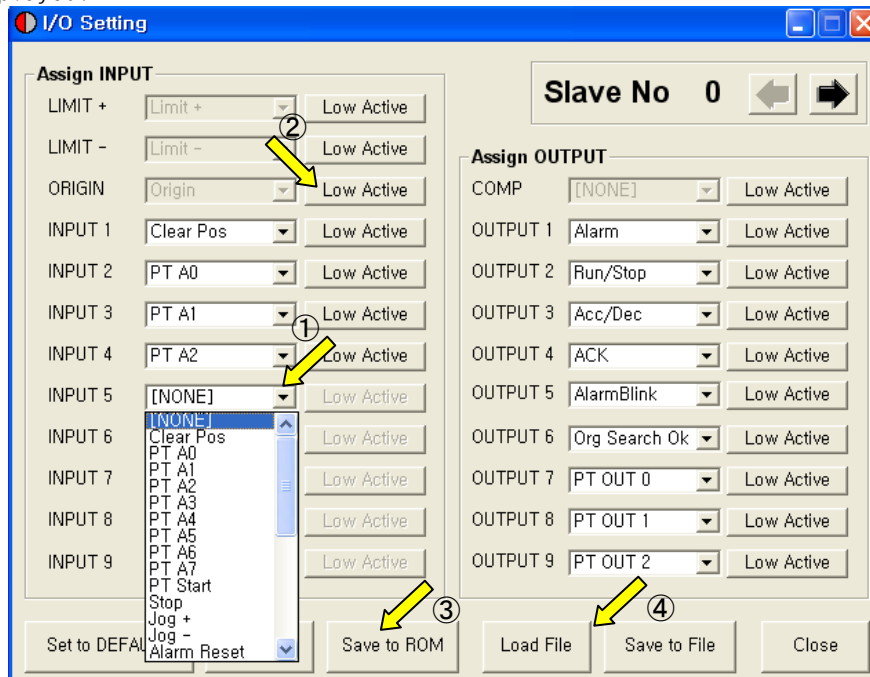 I/O Setting
Assign INPUT
LIMIT + Limit + Low Active
LIMIT - Limit - Low Active
②
ORIGIN Origin Low Active
INPUT 1 Clear Pos Low Active
INPUT 2 PT A0 Low Active
INPUT 3 PT A1 Low Active
①
INPUT 4 PT A2 Low Active
INPUT 5 [NONE] Low Active
INPUT 6 Low Active
INPUT 7 Low Active
INPUT 8 Low Active
INPUT 9 Low Active
[NONE]
Clear Pos
PT A0
PT A1
PT A2
PT A3
PT A4
PT A5
PT A6
PT A7
PT Start
Stop
Jog +
Jog -
Alarm Reset
Slave No 0
Assign OUTPUT
COMP [NONE] Low Active
OUTPUT 1 Alarm Low Active
OUTPUT 2 Run/Stop Low Active
OUTPUT 3 Acc/Dec Low Active
OUTPUT 4 ACK Low Active
OUTPUT 5 AlarmBlink Low Active
OUTPUT 6 Org Search Ok Low Active
OUTPUT 7 PT OUT 0 Low Active
OUTPUT 8 PT OUT 1 Low Active
OUTPUT 9 PT OUT 2 Low Active
③ ④
Set to DEFAU Save to ROM Load File Save to File Close